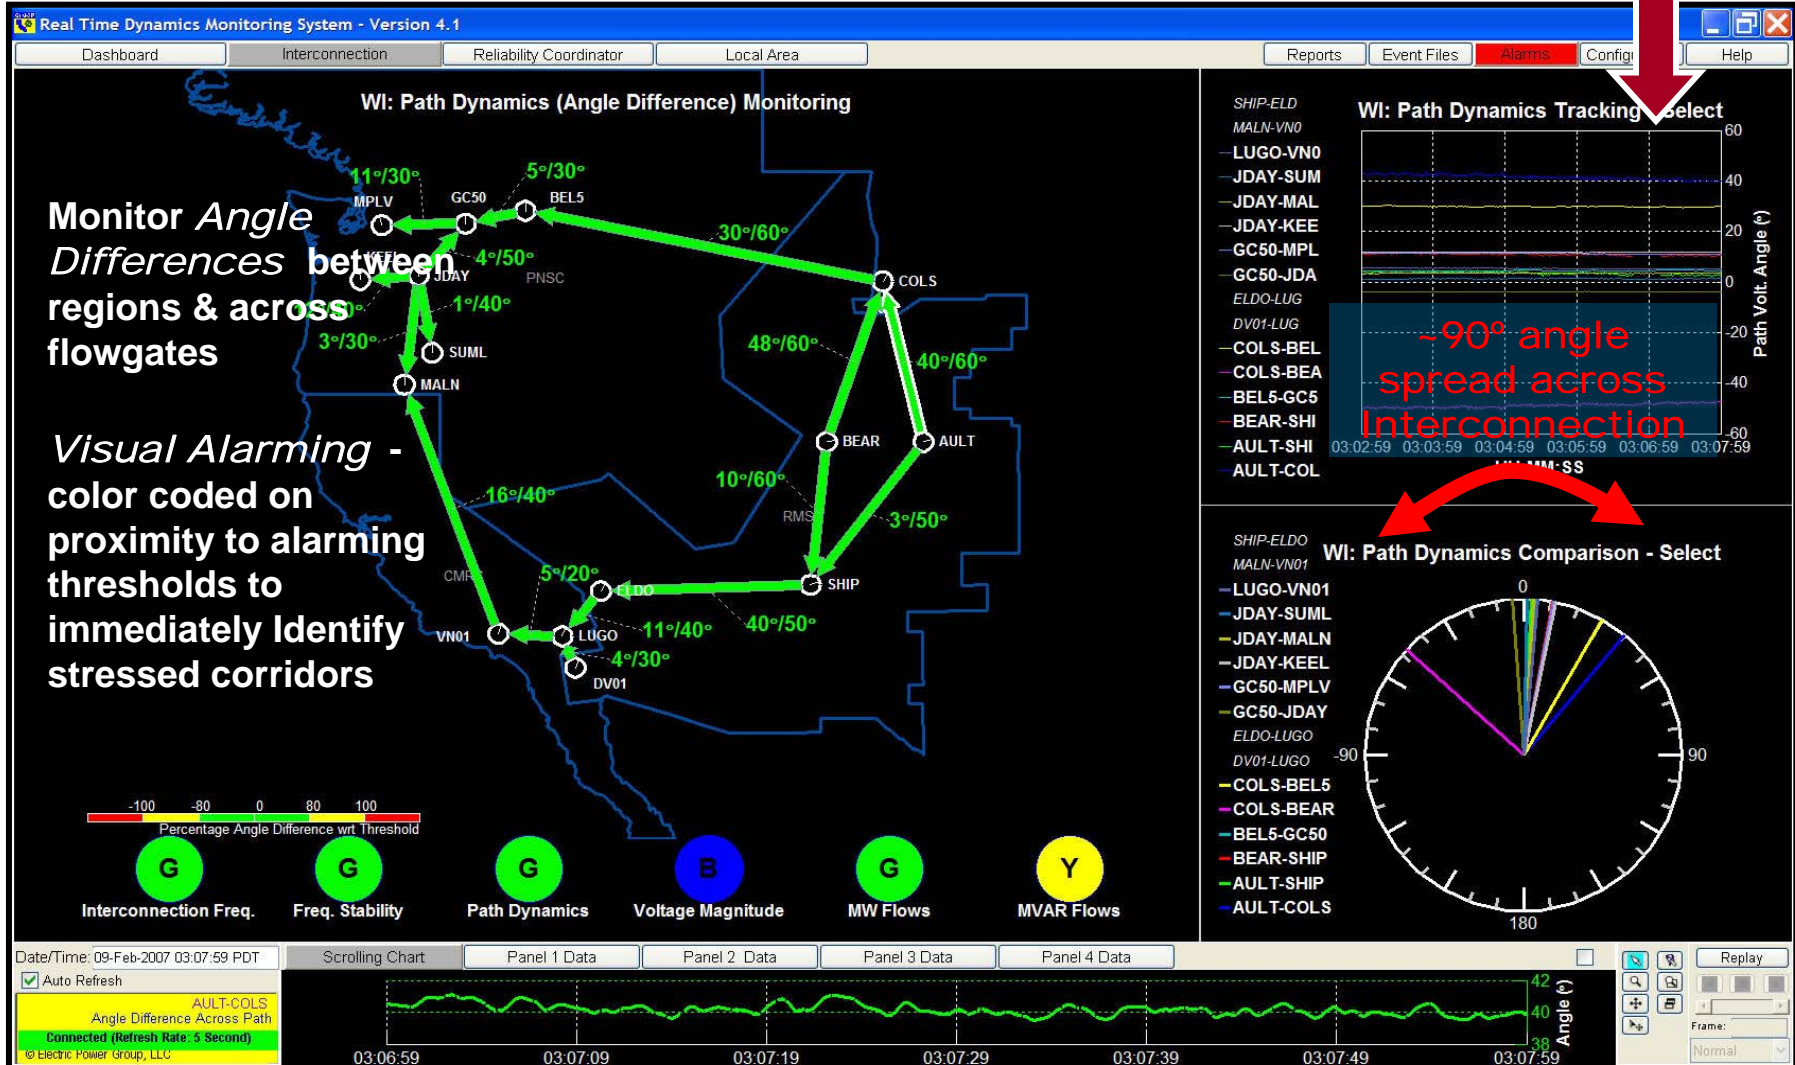 Real Time Dynamics Monitoring System - Version 4.1
Dashboard
Interconnection
Reliability Coordinator
Local Area
Reports
Event Files
Alarms
Help
WI: Path Dynamics (Angle Difference) Monitoring
Monitor Angle
Differences between
regions & across
flowgates
Visual Alarming -
color coded on
proximity to alarming
thresholds to
immediately Identify
stressed corridors
11°/30°
5°/30°
MPLV
GC50
BEL5
30°/60°
4°/50°
KEEL
JDAY
PNSC
COLS
1°/40°
3°/30°
SUML
MALN
48°/60°
40°/60°
BEAR
AULT
16°/40°
10°/60°
RMS
3°/50°
5°/20°
ELDO
SHIP
VN01
LUGO
11°/40°
40°/50°
4°/30°
DV01
-100 -80 0 80 100
Percentage Angle Difference wrt Threshold
G
G
G
B
G
Y
Interconnection Freq.
Freq. Stability
Path Dynamics
Voltage Magnitude
MW Flows
MVAR Flows
SHIP-ELD
MALN-VN0
LUGO-VN0
JDAY-SUM
JDAY-MAL
JDAY-KEE
GC50-MPL
GC50-JDA
ELDO-LUG
DV01-LUG
COLS-BEL
COLS-BEA
BEL5-GC5
BEAR-SHI
AULT-SHI
AULT-COL
WI: Path Dynamics Tracking Select
60
40
20
0
-20
-40
-60
Path Volt. Angle (°)
~90° angle
spread across
Interconnection
03:02:59 03:03:59 03:04:59 03:05:59 03:06:59 03:07:59
SHIP-ELDO
MALN-VN01
LUGO-VN01
JDAY-SUML
JDAY-MALN
JDAY-KEEL
GC50-MPLV
GC50-JDAY
ELDO-LUGO
DV01-LUGO
COLS-BEL5
COLS-BEAR
BEL5-GC50
BEAR-SHIP
AULT-SHIP
AULT-COLS
WI: Path Dynamics Comparison - Select
0
-90
90
180
Date/Time: 09-Feb-2007 03:07:59 PDT
Auto Refresh
AULT-COLS
Angle Difference Across Path
Connected (Refresh Rate: 5 Second)
© Electric Power Group, LLC
Scrolling Chart
Panel 1 Data
Panel 2 Data
Panel 3 Data
Panel 4 Data
42
40
38
Angle (°)
03:06:59 03:07:09 03:07:19 03:07:29 03:07:39 03:07:49 03:07:59
Replay
Frame:
Normal